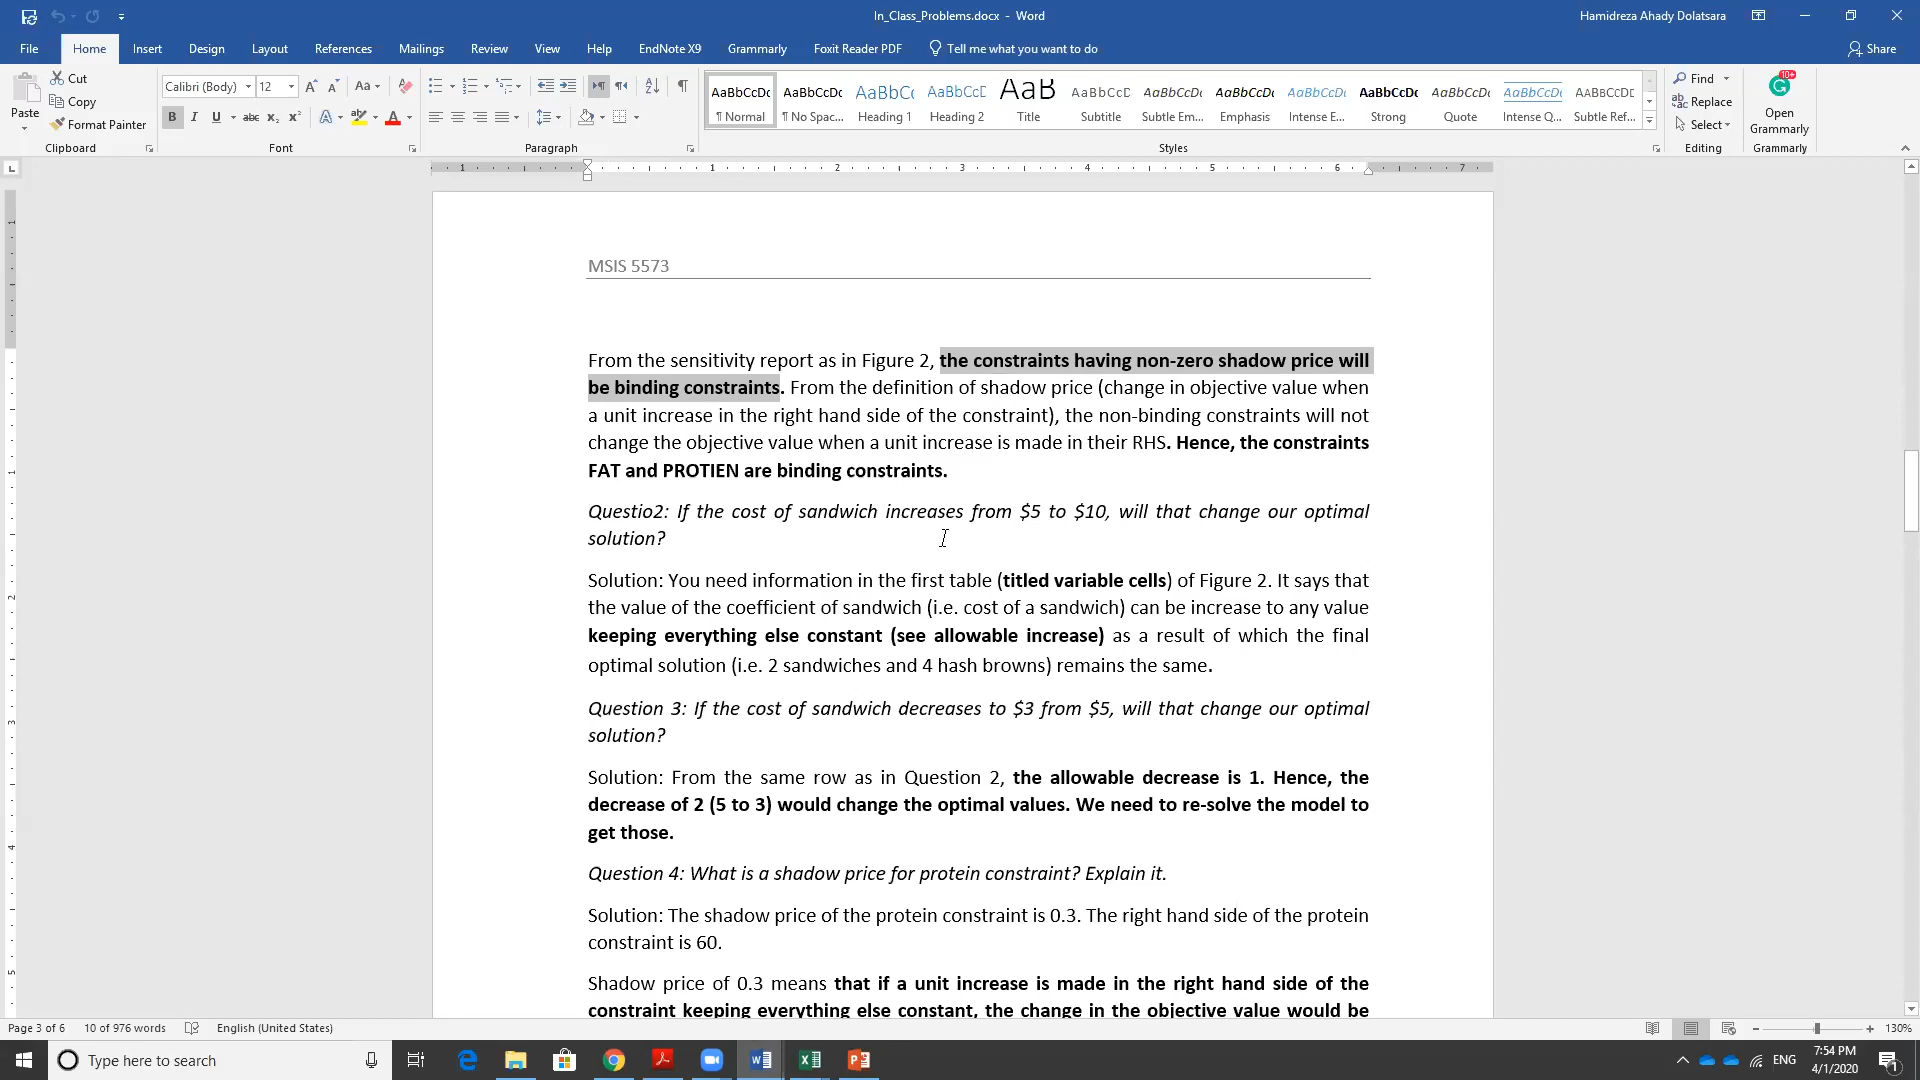 In_Class_Problems.docx - Word
Hamidreza Ahady Dolatsara
File Home Insert Design Layout References Mailings Review View Help EndNote X9 Grammarly Foxit Reader PDF Tell me what you want to do Share
Paste
Cut
Copy
Format Painter
Calibri (Body) 12
AaBbCcDc
¶ Normal
AaBbCcDc
¶ No Spac...
AaBbCc
Heading 1
AaBbCcD
Heading 2
AaB
Title
AaBbCcD
Subtitle
AaBbCcDc
Subtle Em...
AaBbCcDc
Emphasis
AaBbCcDc
Intense E...
AaBbCcDc
Strong
AaBbCcDc
Quote
AaBbCcDc
Intense Q...
AABBCCDC
Subtle Ref...
Find
Replace
Select
10+
Open
Grammarly
Clipboard Font Paragraph Styles Editing Grammarly
MSIS 5573
From the sensitivity report as in Figure 2, the constraints having non-zero shadow price will
be binding constraints. From the definition of shadow price (change in objective value when
a unit increase in the right hand side of the constraint), the non-binding constraints will not
change the objective value when a unit increase is made in their RHS. Hence, the constraints
FAT and PROTIEN are binding constraints.
Questio2: If the cost of sandwich increases from $5 to $10, will that change our optimal
solution?
Solution: You need information in the first table (titled variable cells) of Figure 2. It says that
the value of the coefficient of sandwich (i.e. cost of a sandwich) can be increase to any value
keeping everything else constant (see allowable increase) as a result of which the final
optimal solution (i.e. 2 sandwiches and 4 hash browns) remains the same.
Question 3: If the cost of sandwich decreases to $3 from $5, will that change our optimal
solution?
Solution: From the same row as in Question 2, the allowable decrease is 1. Hence, the
decrease of 2 (5 to 3) would change the optimal values. We need to re-solve the model to
get those.
Question 4: What is a shadow price for protein constraint? Explain it.
Solution: The shadow price of the protein constraint is 0.3. The right hand side of the protein
constraint is 60.
Shadow price of 0.3 means that if a unit increase is made in the right hand side of the
constraint keeping everything else constant, the change in the objective value would be
Page 3 of 6 10 of 976 words English (United States) 130%
Type here to search
ENG
7:54 PM
4/1/2020